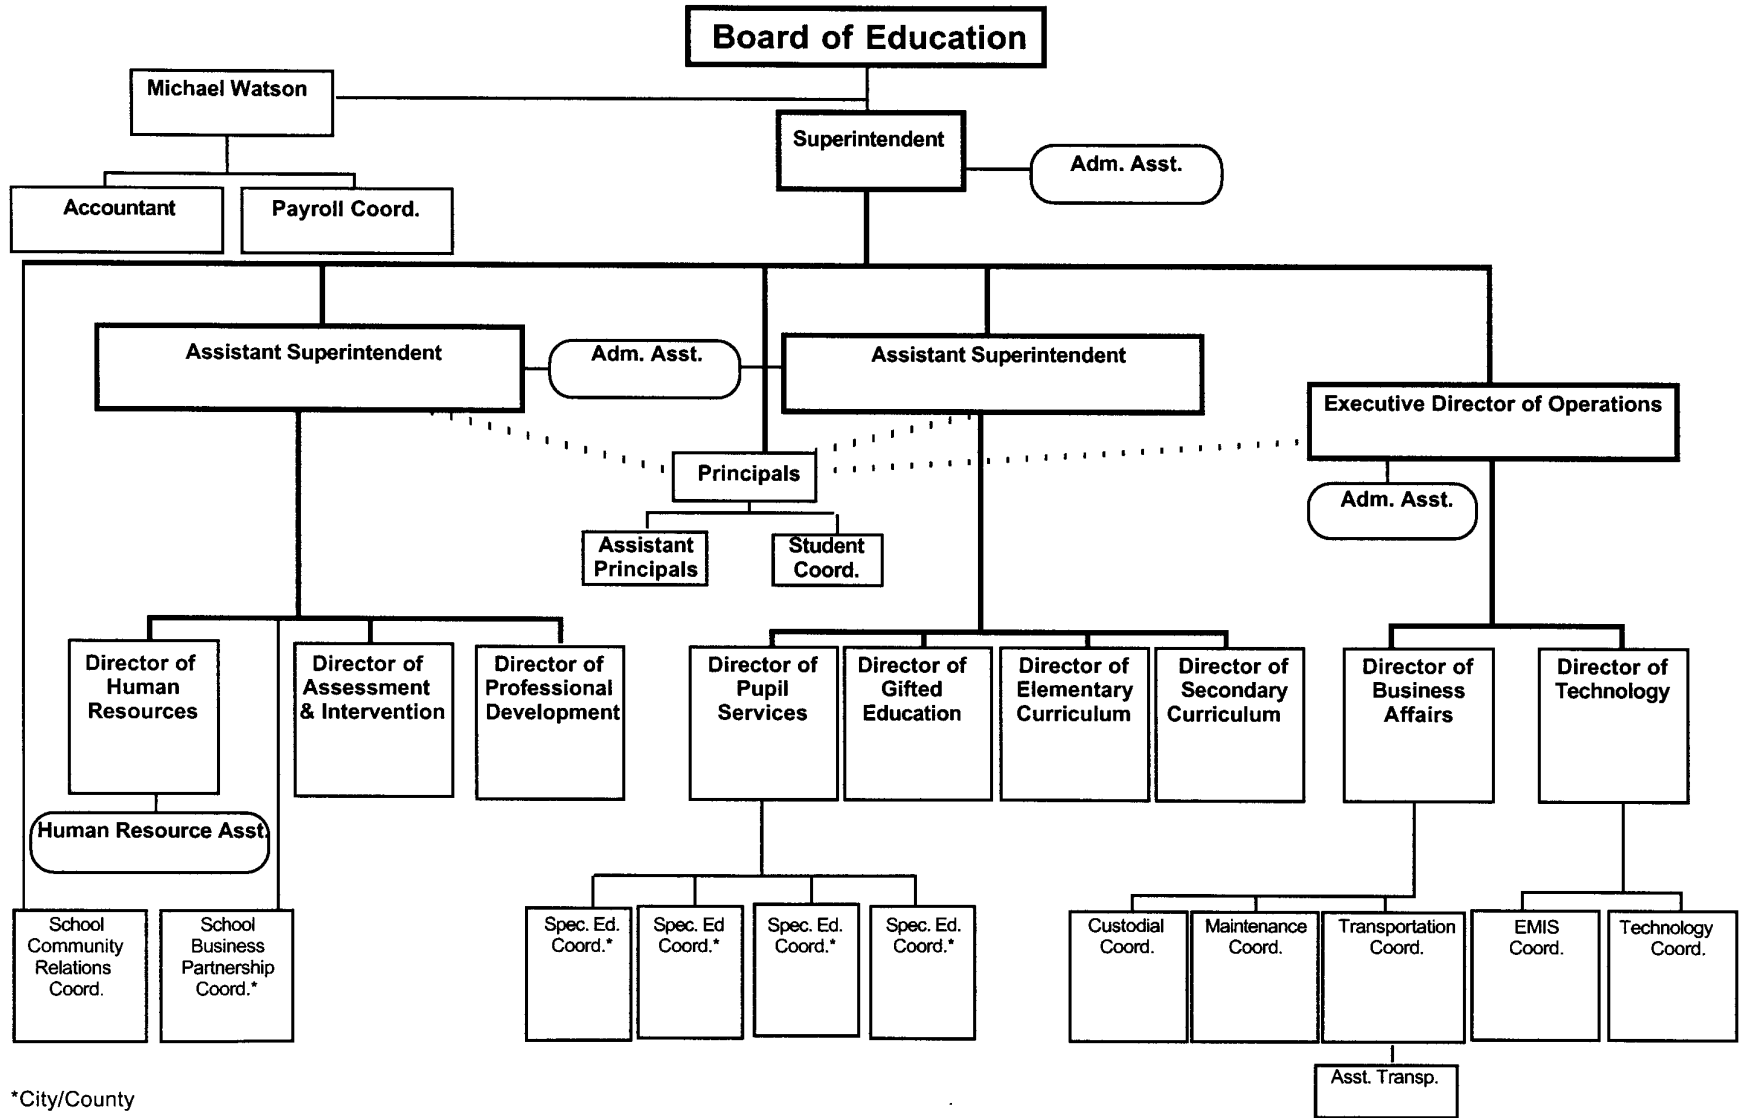 Board of Education
Michael Watson
Superintendent
Adm. Asst.
Accountant
Payroll Coord.
Assistant Superintendent
Adm. Asst.
Assistant Superintendent
Executive Director of Operations
Principals
Adm. Asst.
Assistant
Principals
Student
Coord.
Director of
Human
Resources
Director of
Assessment
& Intervention
Director of
Professional
Development
Director of
Pupil
Services
Director of
Gifted
Education
Director of
Elementary
Curriculum
Director of
Secondary
Curriculum
Director of
Business
Affairs
Director of
Technology
Human Resource Asst.
School
Community
Relations
Coord.
School
Business
Partnership
Coord.*
Spec. Ed.
Coord.*
Spec. Ed
Coord.*
Spec. Ed.
Coord.*
Spec. Ed.
Coord.*
Custodial
Coord.
Maintenance
Coord.
Transportation
Coord.
EMIS
Coord.
Technology
Coord.
Asst. Transp.
*City/County